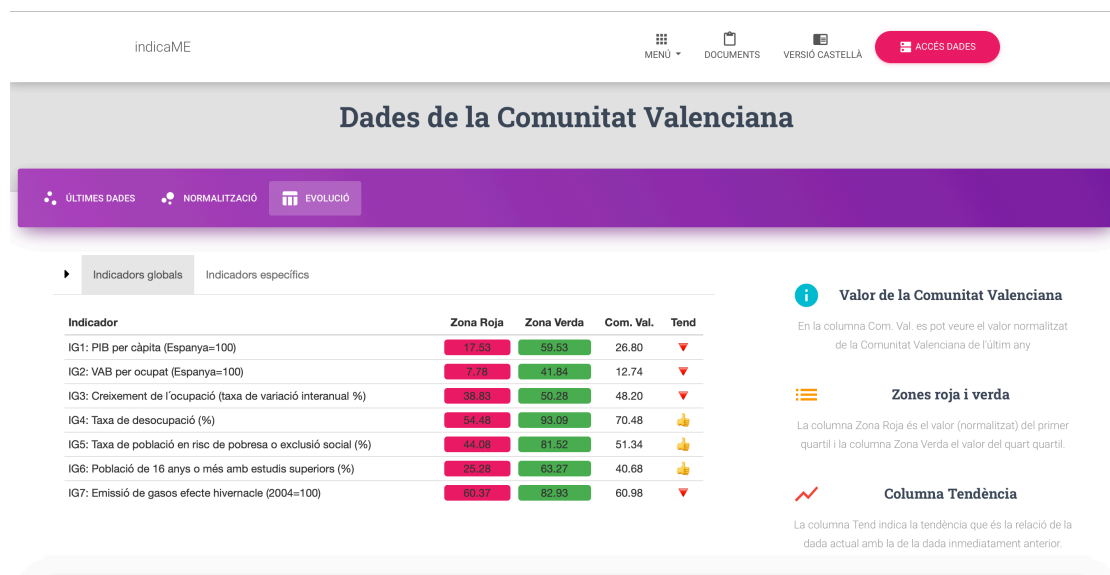 indicaME
MENÚ
DOCUMENTS
VERSIÓ CASTELLÀ
ACCÉS DADES
Dades de la Comunitat Valenciana
ÚLTIMES DADES
NORMALITZACIÓ
EVOLUCIÓ
Indicadors globals
Indicadors específics
Indicador Zona Roja Zona Verda Com. Val. Tend
IG1: PIB per càpita (Espanya=100) 17.53 59.53 26.80
IG2: VAB per ocupat (Espanya=100) 7.78 41.84 12.74
IG3: Creixement de l´ocupació (taxa de variació interanual %) 38.83 50.28 48.20
IG4: Taxa de desocupació (%) 54.48 93.09 70.48
IG5: Taxa de població en risc de pobresa o exclusió social (%) 44.08 81.52 51.34
IG6: Població de 16 anys o més amb estudis superiors (%) 25.28 63.27 40.68
IG7: Emissió de gasos efecte hivernacle (2004=100) 60.37 82.93 60.98
Valor de la Comunitat Valenciana
En la columna Com. Val. es pot veure el valor normalitzat
de la Comunitat Valenciana de l'últim any
Zones roja i verda
La columna Zona Roja és el valor (normalitzat) del primer
quartil i la columna Zona Verda el valor del quart quartil.
Columna Tendència
La columna Tend indica la tendència que és la relació de la
dada actual amb la de la dada inmediatament anterior.